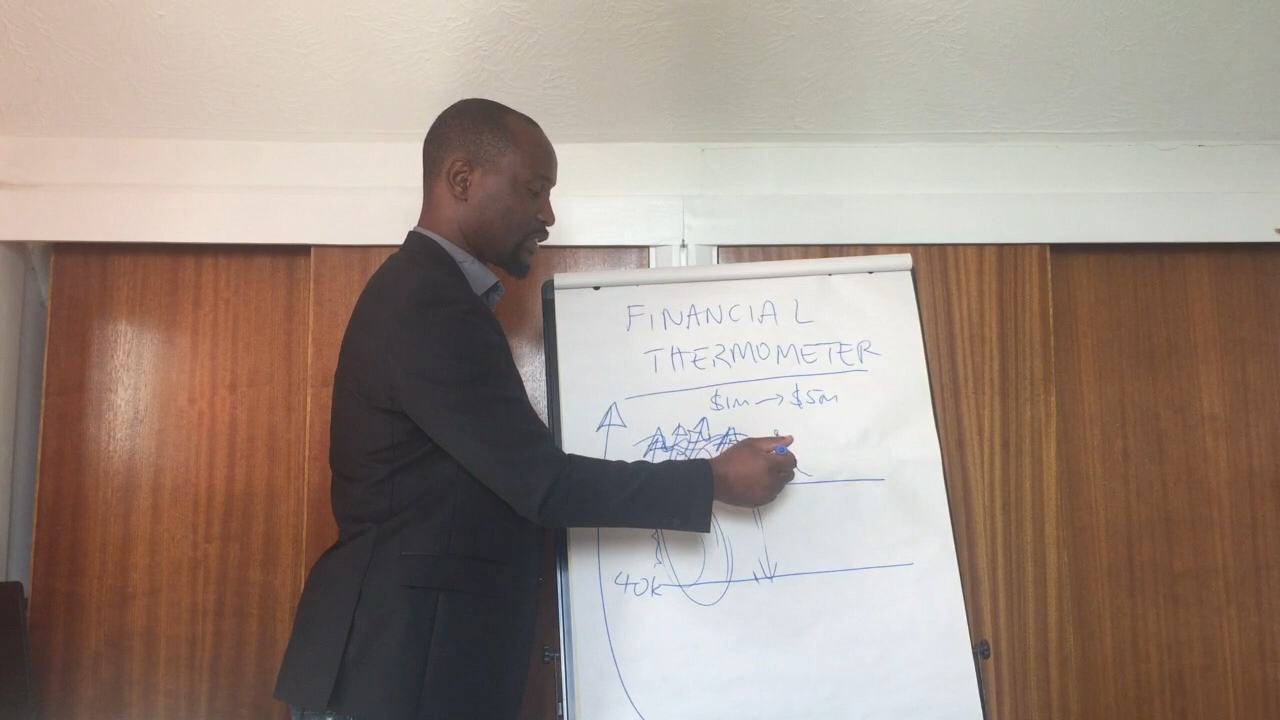 FINANCIAL
THERMOMETER
$1M → $5M
40K